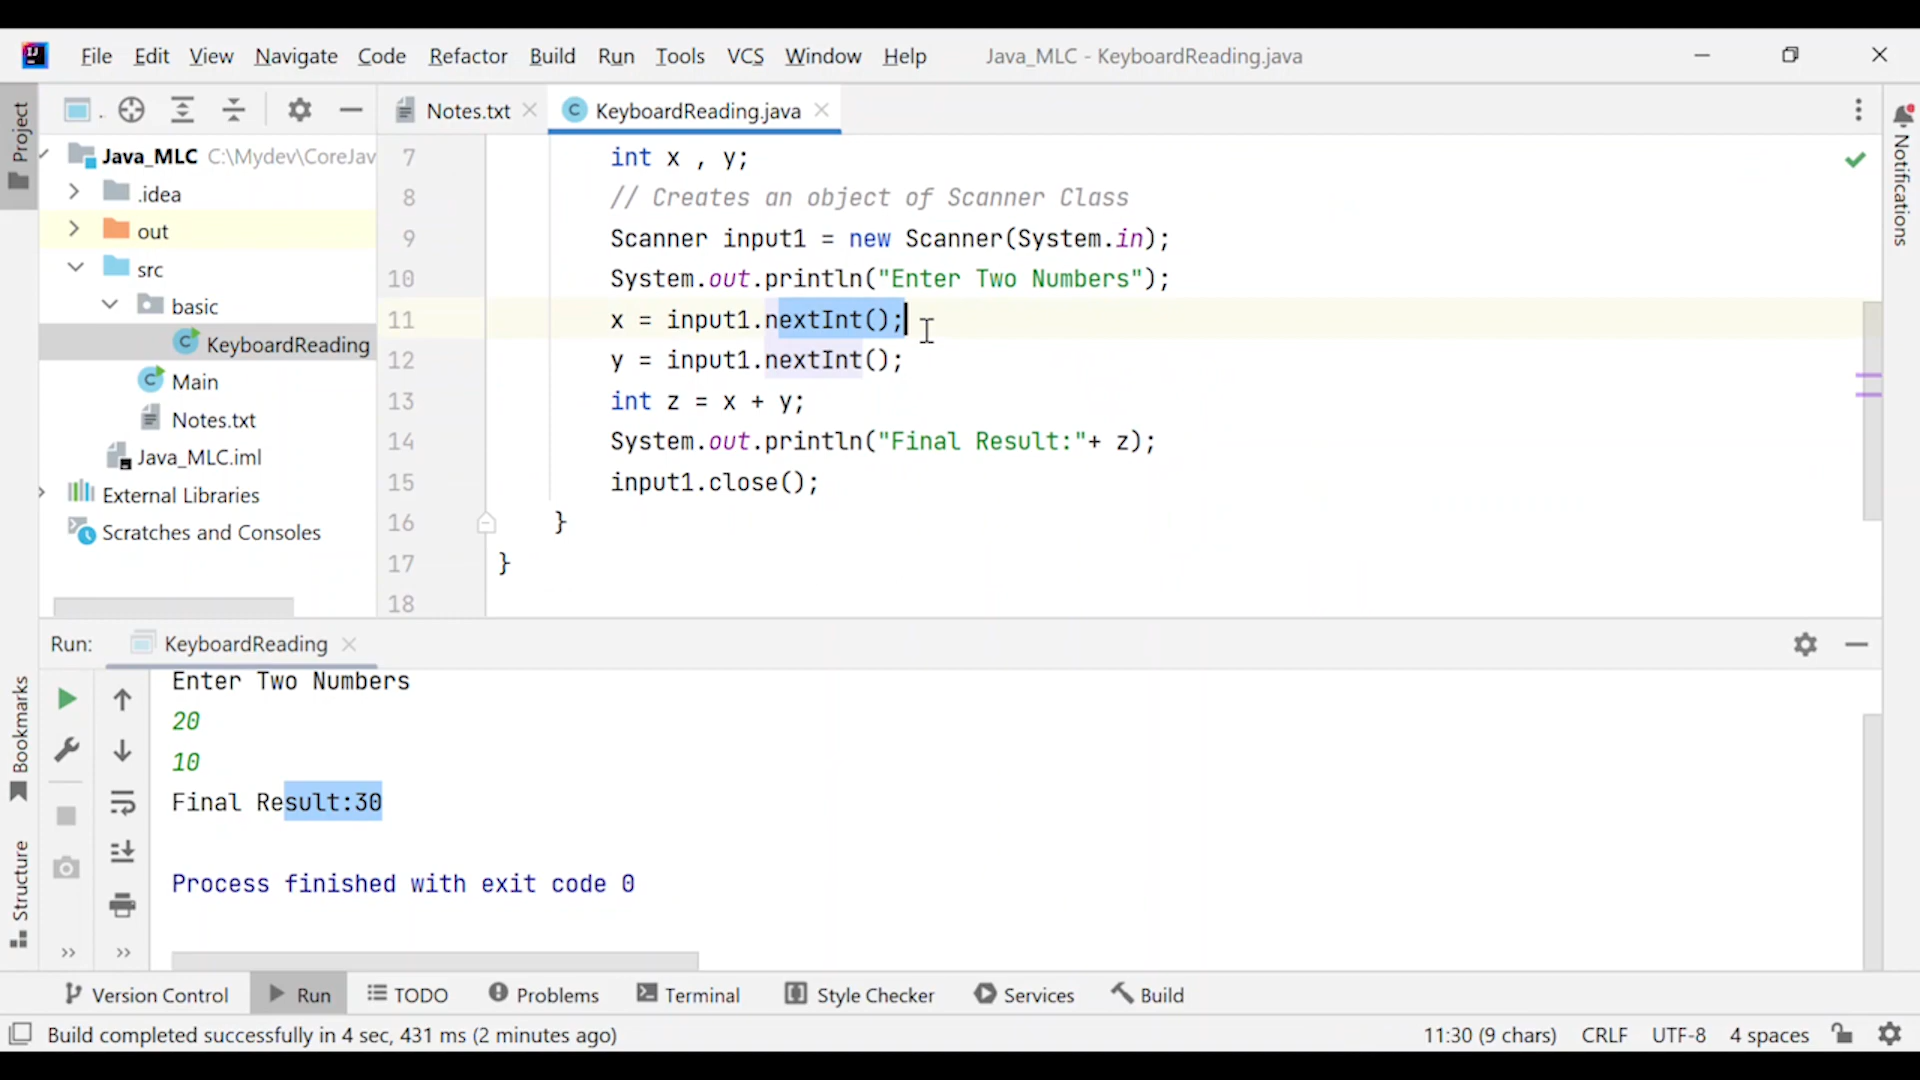 File Edit View Navigate Code Refactor Build Run Tools VCS Window Help Java_MLC - KeyboardReading.java
Project
Notes.txt KeyboardReading.java
Java_MLC C:\Mydev\CoreJav
.idea
out
src
basic
KeyboardReading
Main
Notes.txt
Java_MLC.iml
External Libraries
Scratches and Consoles
7 int x , y;
8 // Creates an object of Scanner Class
9 Scanner input1 = new Scanner(System.in);
10 System.out.println("Enter Two Numbers");
11 x = input1.nextInt();
12 y = input1.nextInt();
13 int z = x + y;
14 System.out.println("Final Result:"+ z);
15 input1.close();
16 }
17 }
18
Notifications
Run: KeyboardReading
Enter Two Numbers
20
10
Final Result:30
Process finished with exit code 0
Bookmarks
Structure
Version Control Run TODO Problems Terminal Style Checker Services Build
Build completed successfully in 4 sec, 431 ms (2 minutes ago) 11:30 (9 chars) CRLF UTF-8 4 spaces